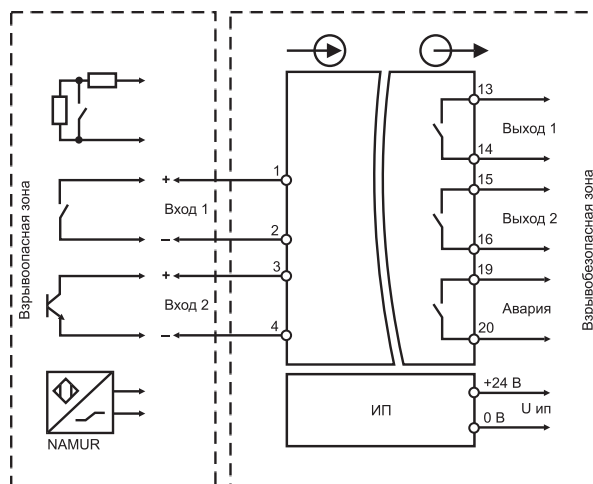 Взрывоопасная зона
Взрывобезопасная зона
1
+
Вход 1
2
–
3
+
Вход 2
4
–
NAMUR
13
Выход 1
14
15
Выход 2
16
19
Авария
20
ИП
+24 В
U ип
0 В